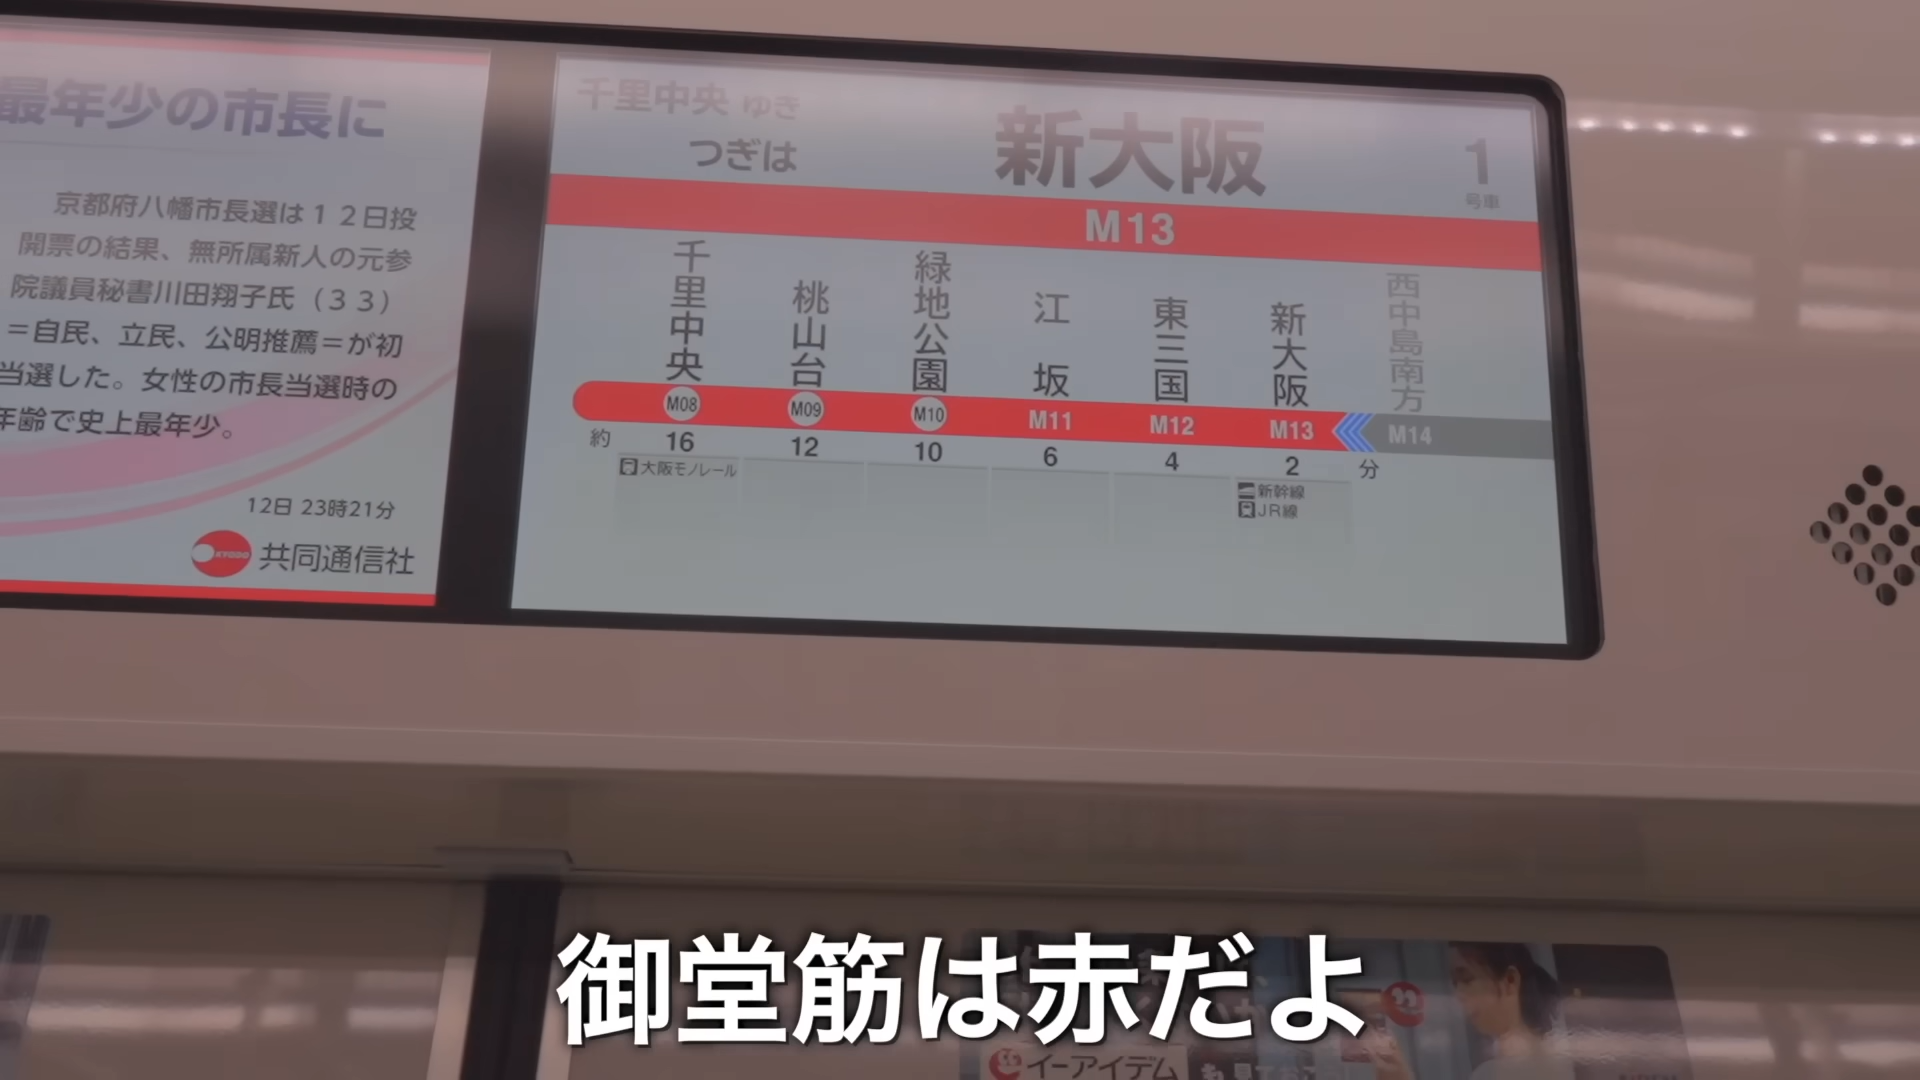 最年少の市長に
京都府八幡市長選は１２日投
開票の結果、無所属新人の元参
院議員秘書川田翔子氏（３３）
＝自民、立民、公明推薦＝が初
当選した。女性の市長当選時の
年齢で史上最年少。
12日 23時21分
KYODO 共同通信社
千里中央 ゆき
つぎは 新大阪
1 号車
M13
千里中央 桃山台 緑地公園 江坂 東三国 新大阪 西中島南方
M08 M09 M10 M11 M12 M13 M14
約 16 12 10 6 4 2 分
大阪モノレール
新幹線
JR線
御堂筋は赤だよ
イーアイデム